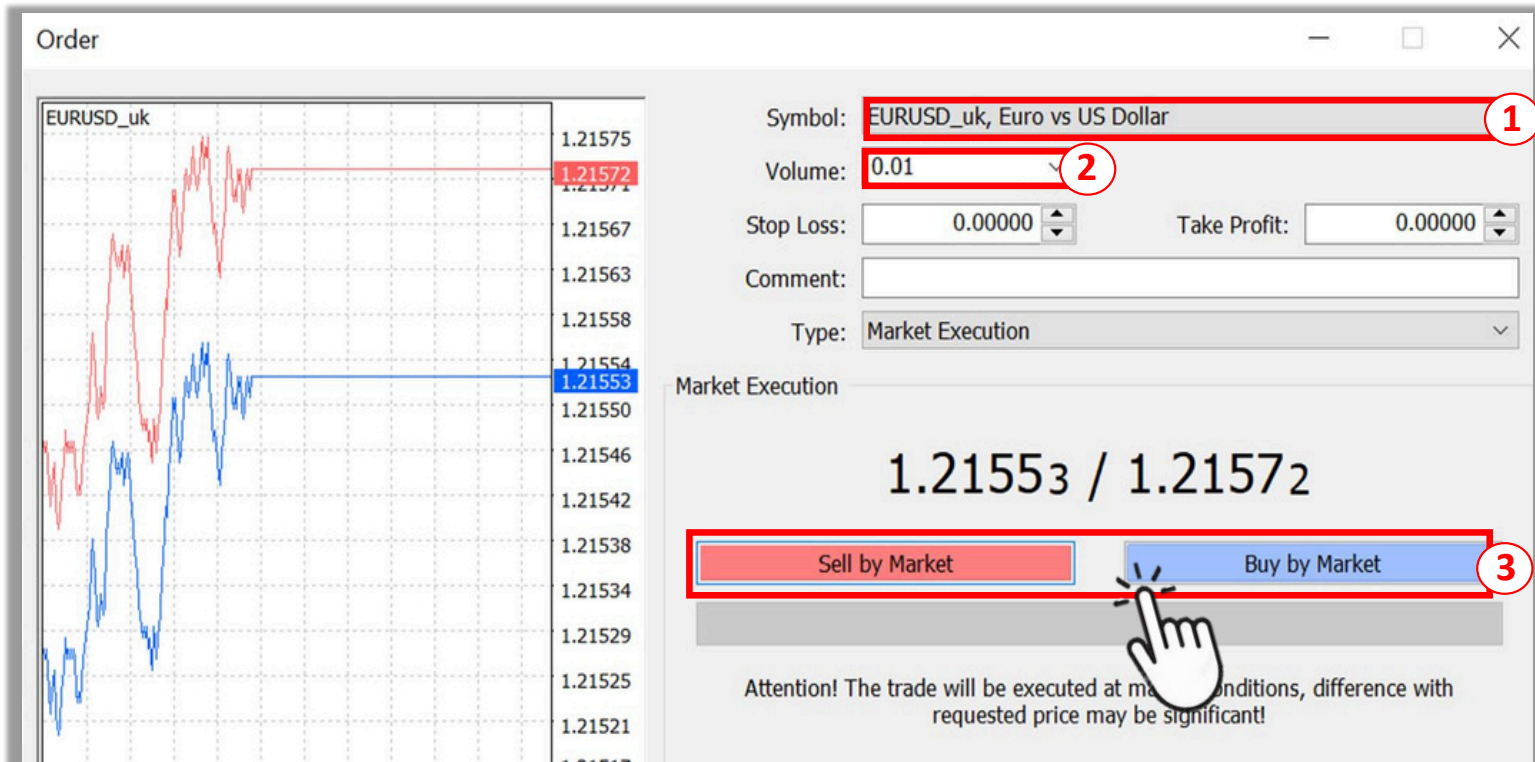 Order
EURUSD_uk
1.21575
1.21572
1.21571
1.21567
1.21563
1.21558
1.21554
1.21553
1.21550
1.21546
1.21542
1.21538
1.21534
1.21529
1.21525
1.21521
Symbol: EURUSD_uk, Euro vs US Dollar 1
Volume: 0.01 2
Stop Loss: 0.00000 Take Profit: 0.00000
Comment:
Type: Market Execution
Market Execution
1.21553 / 1.21572
Sell by Market Buy by Market 3
Attention! The trade will be executed at conditions, difference with
requested price may be significant!